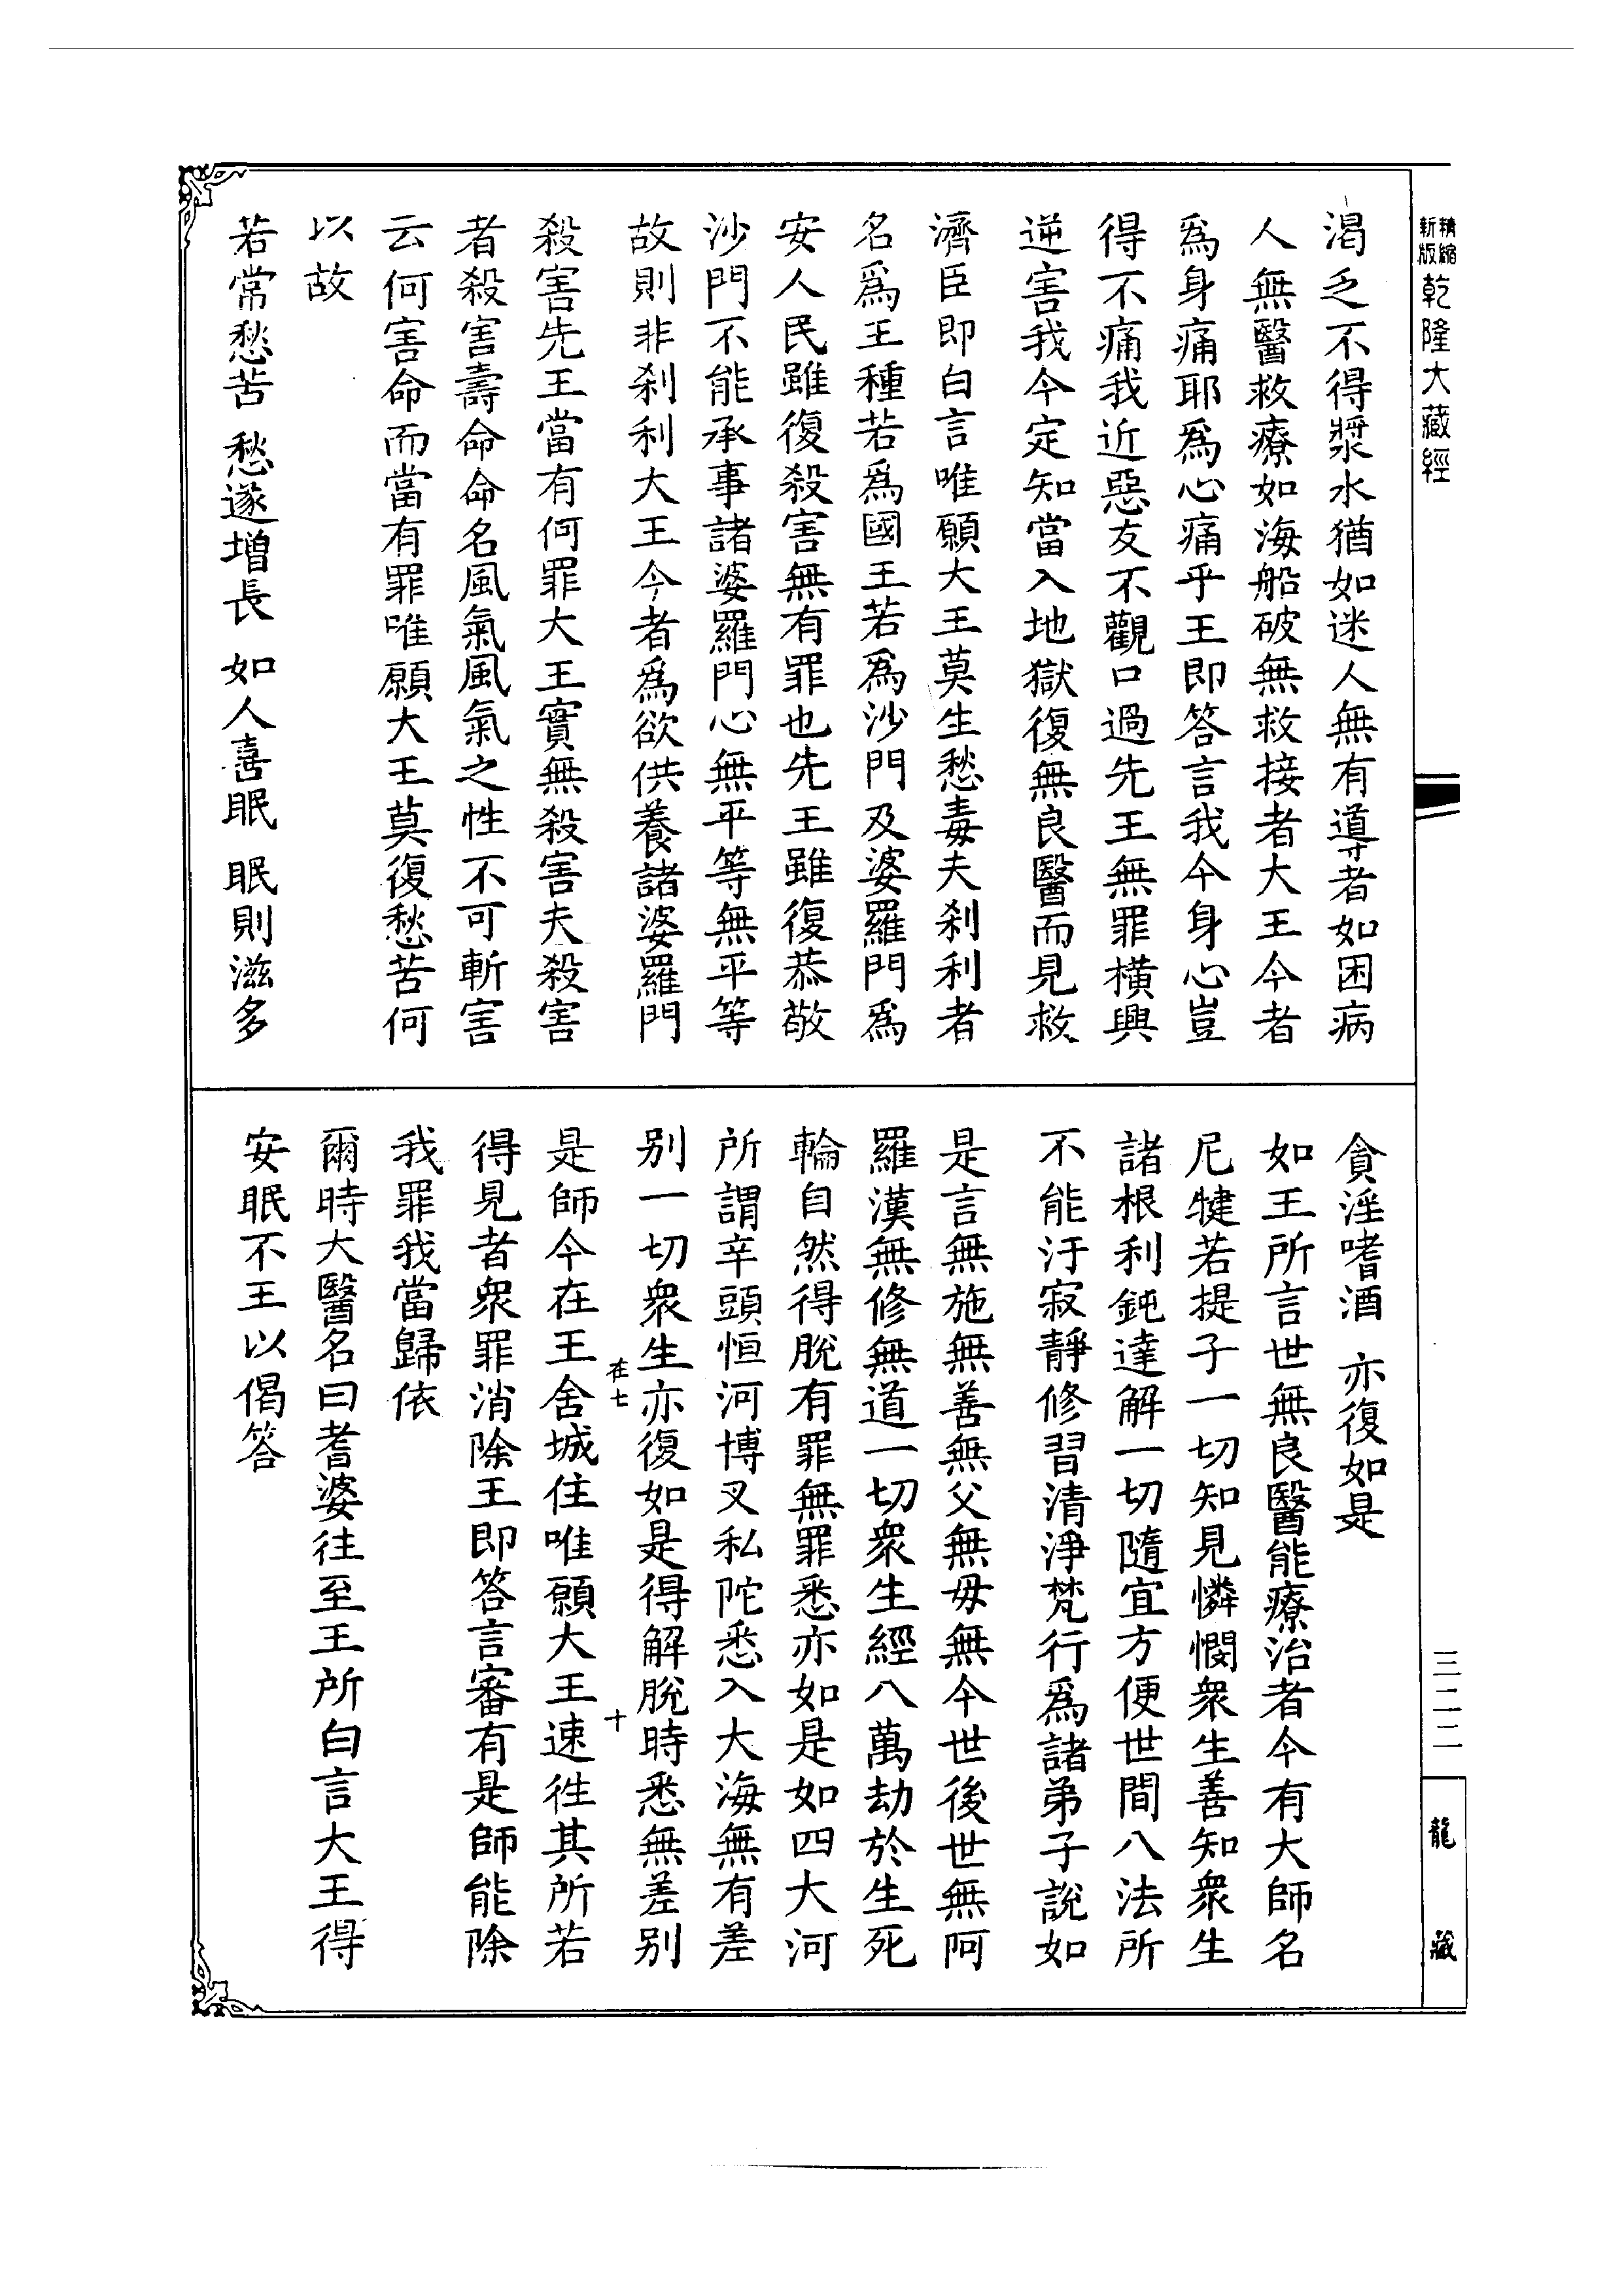 精縮新版乾隆大藏經
三二二
龍藏
渴乏不得漿水猶如迷人無有導者如困病
人無醫救療如海船破無救接者大王今者
爲身痛耶爲心痛乎王即答言我今身心豈
得不痛我近惡友不觀口過先王無罪橫興
逆害我今定知當入地獄復無良醫而見救
濟臣即白言唯願大王莫生愁毒夫刹利者
名爲王種若爲國王若爲沙門及婆羅門爲
安人民雖復殺害無有罪也先王雖復恭敬
沙門不能承事諸婆羅門心無平等無平等
故則非刹利大王今者爲欲供養諸婆羅門
殺害先王當有何罪大王實無殺害夫殺害
者殺害壽命命名風氣風氣之性不可斬害
云何害命而當有罪唯願大王莫復愁苦何
以故
若常愁苦 愁遂增長 如人喜眠 眠則滋多
貪淫嗜酒 亦復如是
如王所言世無良醫能療治者今有大師名
尼犍若提子一切知見憐憫衆生善知衆生
諸根利鈍達解一切隨宜方便世間八法所
不能汙寂靜修習清淨梵行爲諸弟子說如
是言無施無善無父無母無今世後世無阿
羅漢無修無道一切衆生經八萬劫於生死
輪自然得脫有罪無罪悉亦如是如四大河
所謂辛頭恒河博叉私陀悉入大海無有差
別一切衆生亦復如是得解脫時悉無差別
在七 十
是師今在王舍城住唯願大王速往其所若
得見者衆罪消除王即答言審有是師能除
我罪我當歸依
爾時大醫名曰耆婆往至王所白言大王得
安眠不王以偈答